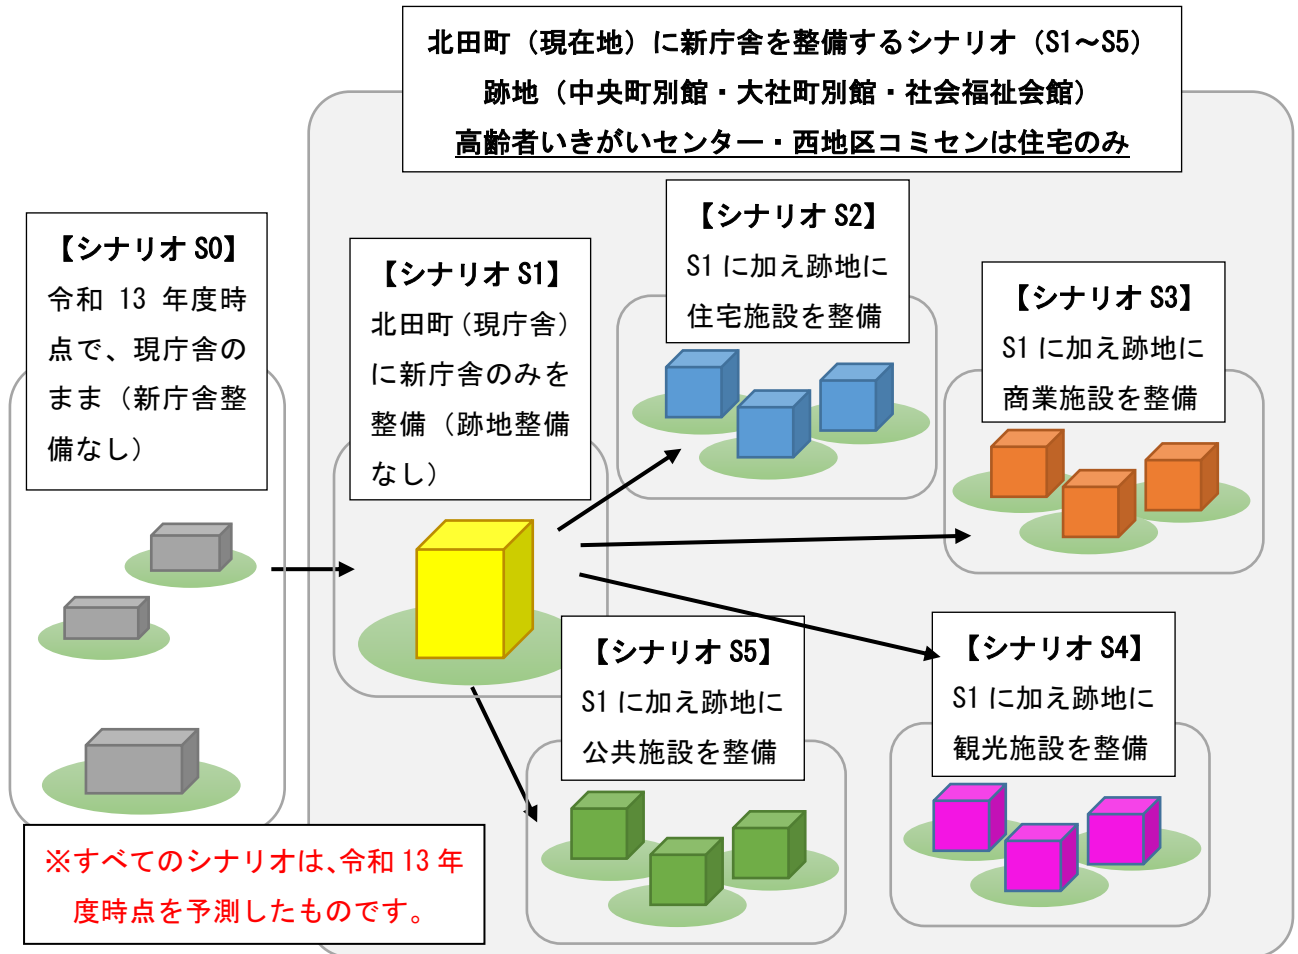 北田町（現在地）に新庁舎を整備するシナリオ（S1～S5）
跡地（中央町別館・大社町別館・社会福祉会館）
高齢者いきがいセンター・西地区コミセンは住宅のみ
【シナリオ S0】
令和 13 年度時
点で、現庁舎の
まま（新庁舎整
備なし）
【シナリオ S1】
北田町（現庁舎）
に新庁舎のみを
整備（跡地整備
なし）
【シナリオ S2】
S1 に加え跡地に
住宅施設を整備
【シナリオ S3】
S1 に加え跡地に
商業施設を整備
【シナリオ S5】
S1 に加え跡地に
公共施設を整備
【シナリオ S4】
S1 に加え跡地に
観光施設を整備
※すべてのシナリオは、令和 13 年
度時点を予測したものです。